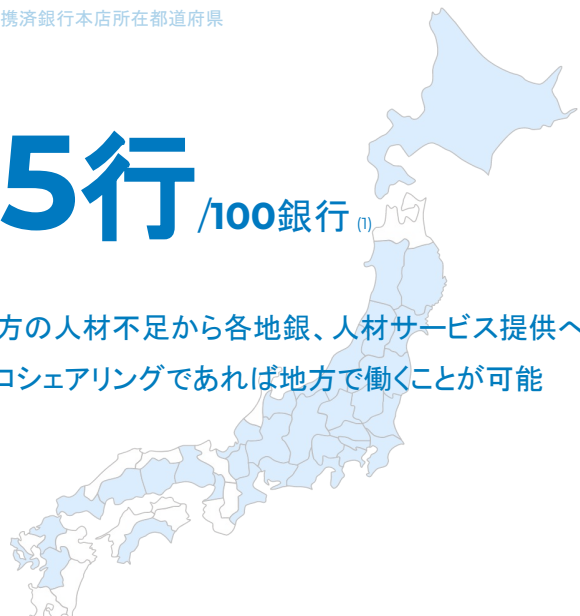 携済銀行本店所在都道府県
5行 /100銀行 (1)
方の人材不足から各地銀、人材サービス提供へ
ロシェアリングであれば地方で働くことが可能